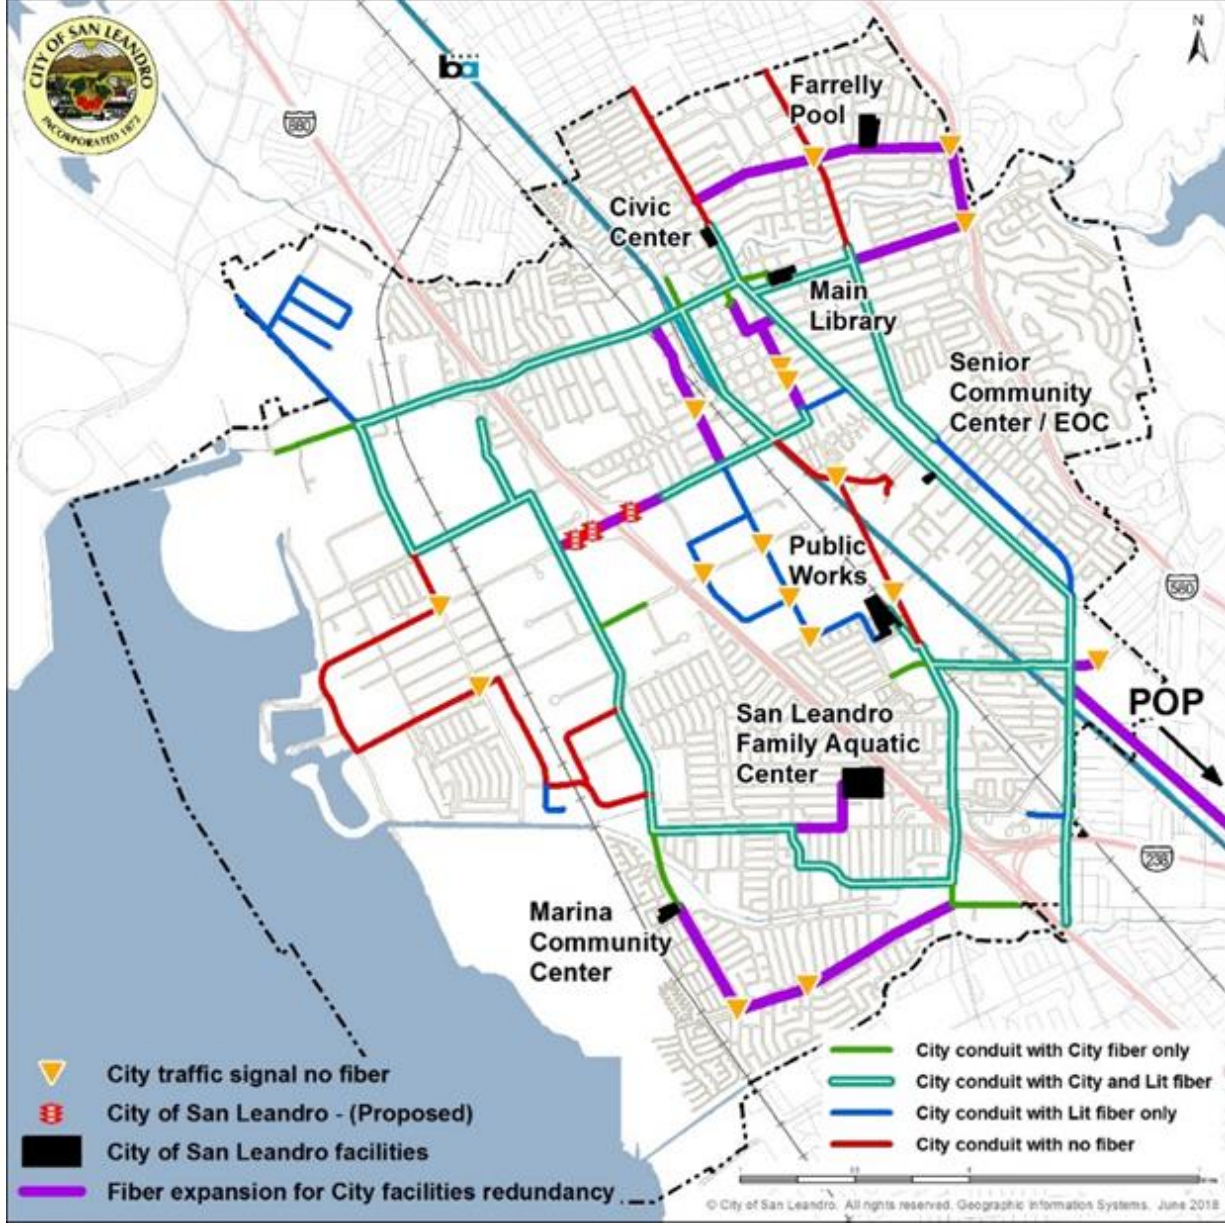 CITY OF SAN LEANDRO
INCORPORATED 1872
ba
N
880
Farrelly
Pool
Civic
Center
Main
Library
Senior
Community
Center / EOC
Public
Works
580
POP
San Leandro
Family Aquatic
Center
238
Marina
Community
Center
City traffic signal no fiber
City of San Leandro - (Proposed)
City of San Leandro facilities
Fiber expansion for City facilities redundancy
City conduit with City fiber only
City conduit with City and Lit fiber
City conduit with Lit fiber only
City conduit with no fiber
© City of San Leandro. All rights reserved. Geographic Information Systems, June 2018